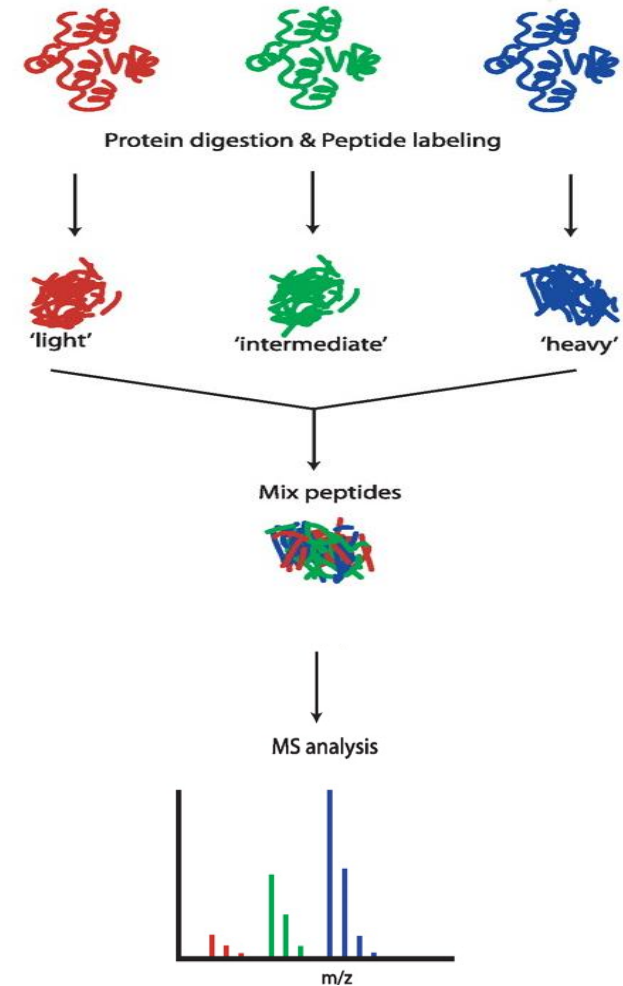 Protein digestion & Peptide labeling
‘light’
‘intermediate’
‘heavy’
Mix peptides
MS analysis
m/z